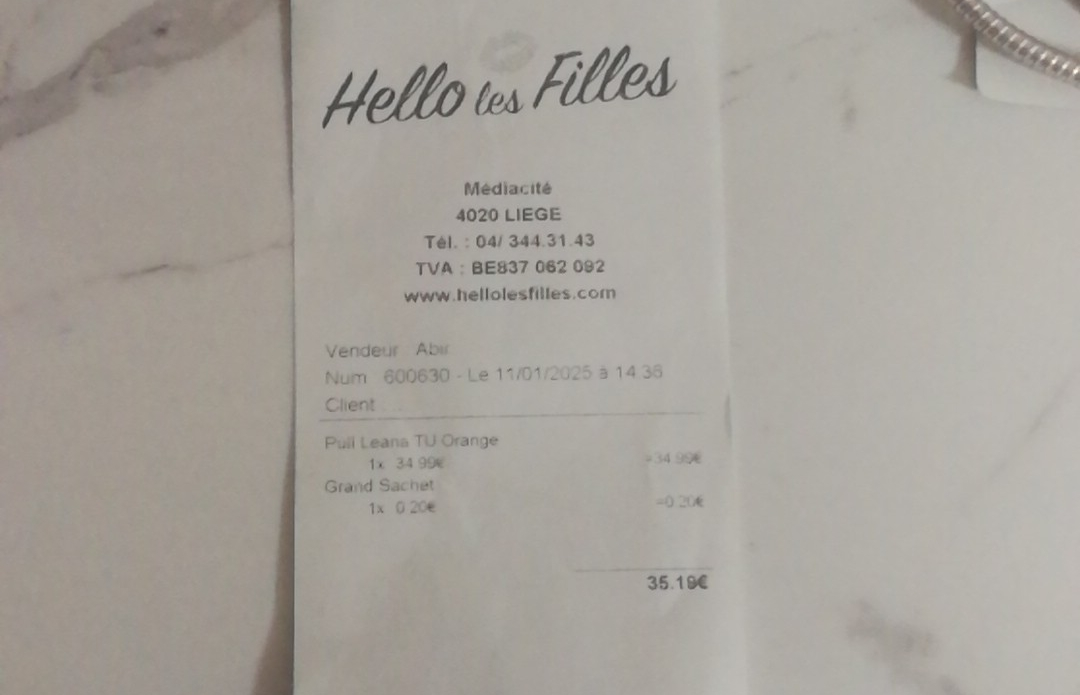 Hello les Filles
Médiacité
4020 LIEGE
Tél. : 04/ 344.31.43
TVA : BE837 062 092
www.hellolesfilles.com
Vendeur Abir
Num 600630 - Le 11/01/2025 à 14:36
Client
Pull Leana TU Orange
1x 34.99€ =34.99€
Grand Sachet
1x 0.20€ =0.20€
35.19€